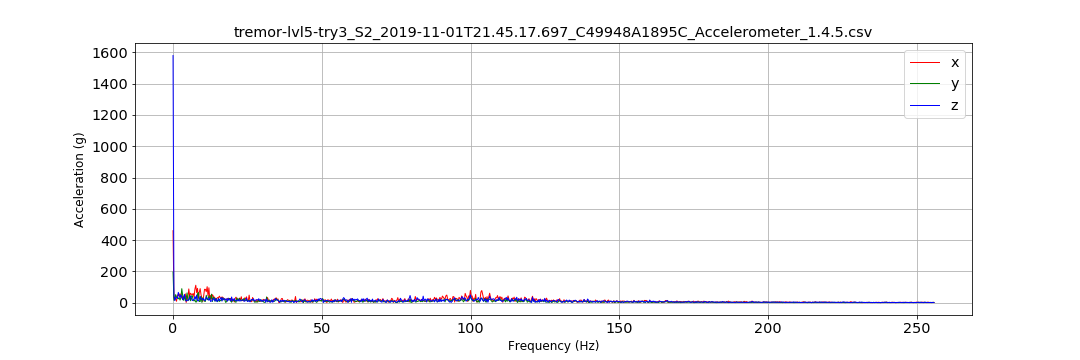 tremor-lvl5-try3_S2_2019-11-01T21.45.17.697_C49948A1895C_Accelerometer_1.4.5.csv
1600
1400
1200
1000
800
600
400
200
0
Acceleration (g)
x
y
z
0 50 100 150 200 250
Frequency (Hz)